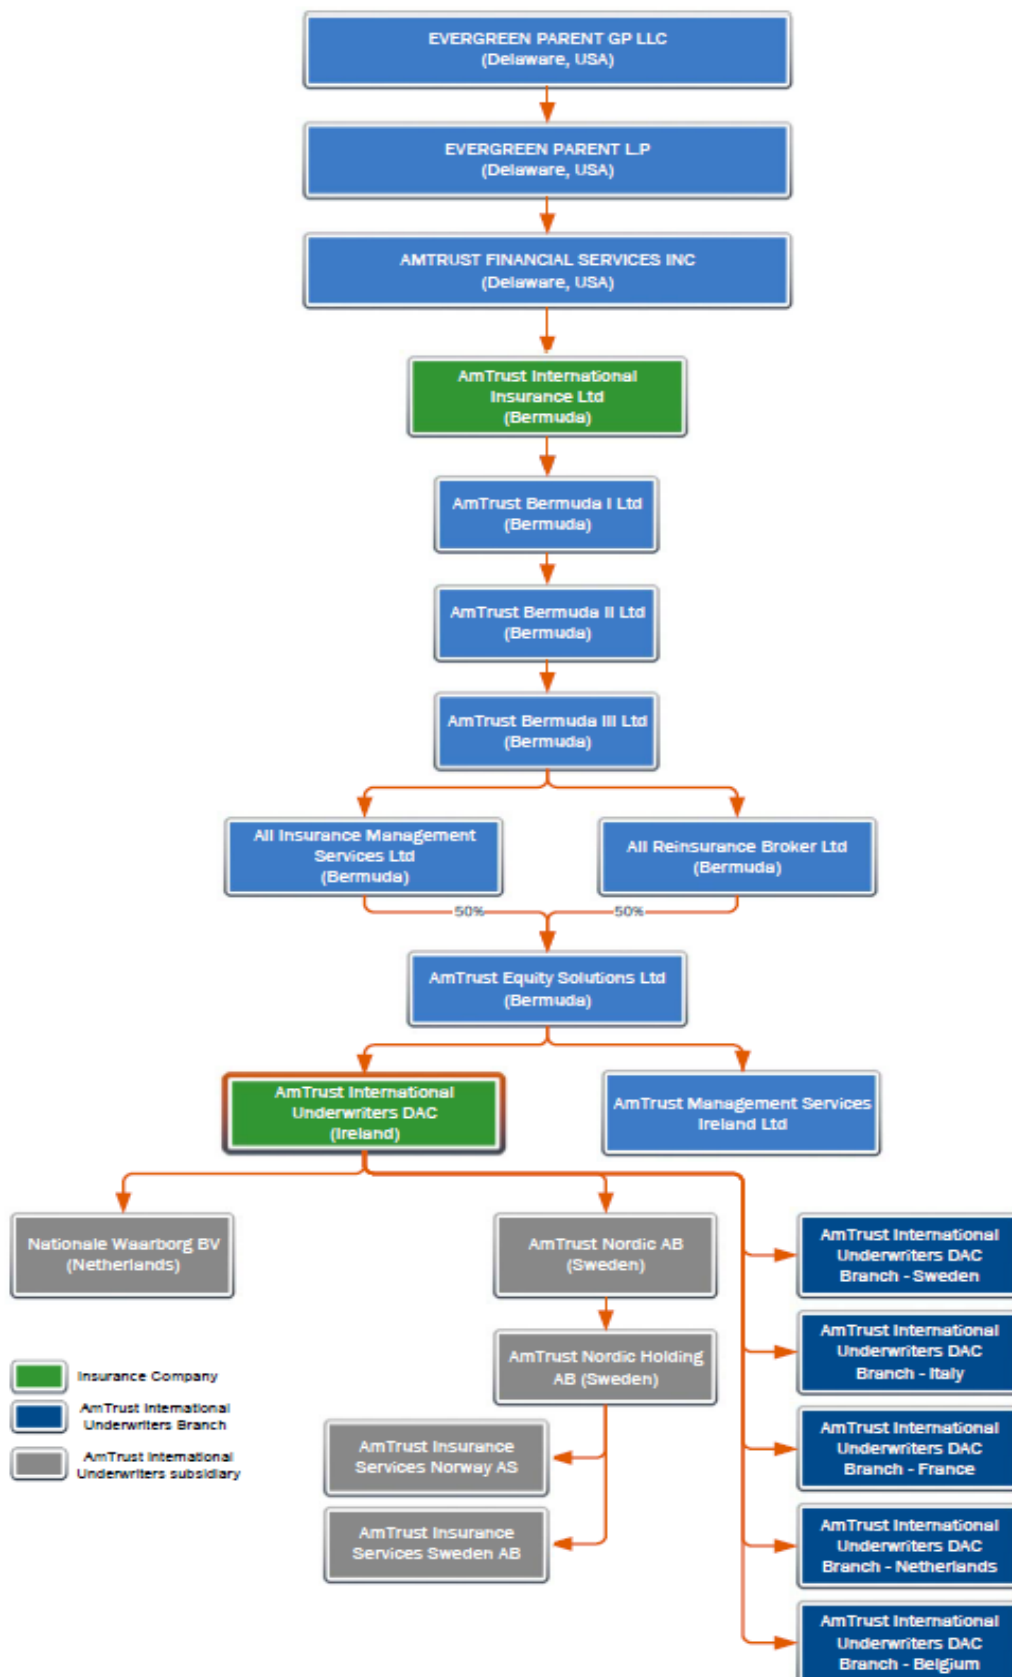 EVERGREEN PARENT GP LLC
(Delaware, USA)
EVERGREEN PARENT L.P
(Delaware, USA)
AMTRUST FINANCIAL SERVICES INC
(Delaware, USA)
AmTrust International
Insurance Ltd
(Bermuda)
AmTrust Bermuda I Ltd
(Bermuda)
AmTrust Bermuda II Ltd
(Bermuda)
AmTrust Bermuda III Ltd
(Bermuda)
AII Insurance Management
Services Ltd
(Bermuda)
AII Reinsurance Broker Ltd
(Bermuda)
50%
50%
AmTrust Equity Solutions Ltd
(Bermuda)
AmTrust International
Underwriters DAC
(Ireland)
AmTrust Management Services
Ireland Ltd
Nationale Waarborg BV
(Netherlands)
AmTrust Nordic AB
(Sweden)
AmTrust International
Underwriters DAC
Branch - Sweden
AmTrust Nordic Holding
AB (Sweden)
AmTrust International
Underwriters DAC
Branch - Italy
Insurance Company
AmTrust International
Underwriters Branch
AmTrust International
Underwriters subsidiary
AmTrust Insurance
Services Norway AS
AmTrust International
Underwriters DAC
Branch - France
AmTrust Insurance
Services Sweden AB
AmTrust International
Underwriters DAC
Branch - Netherlands
AmTrust International
Underwriters DAC
Branch - Belgium